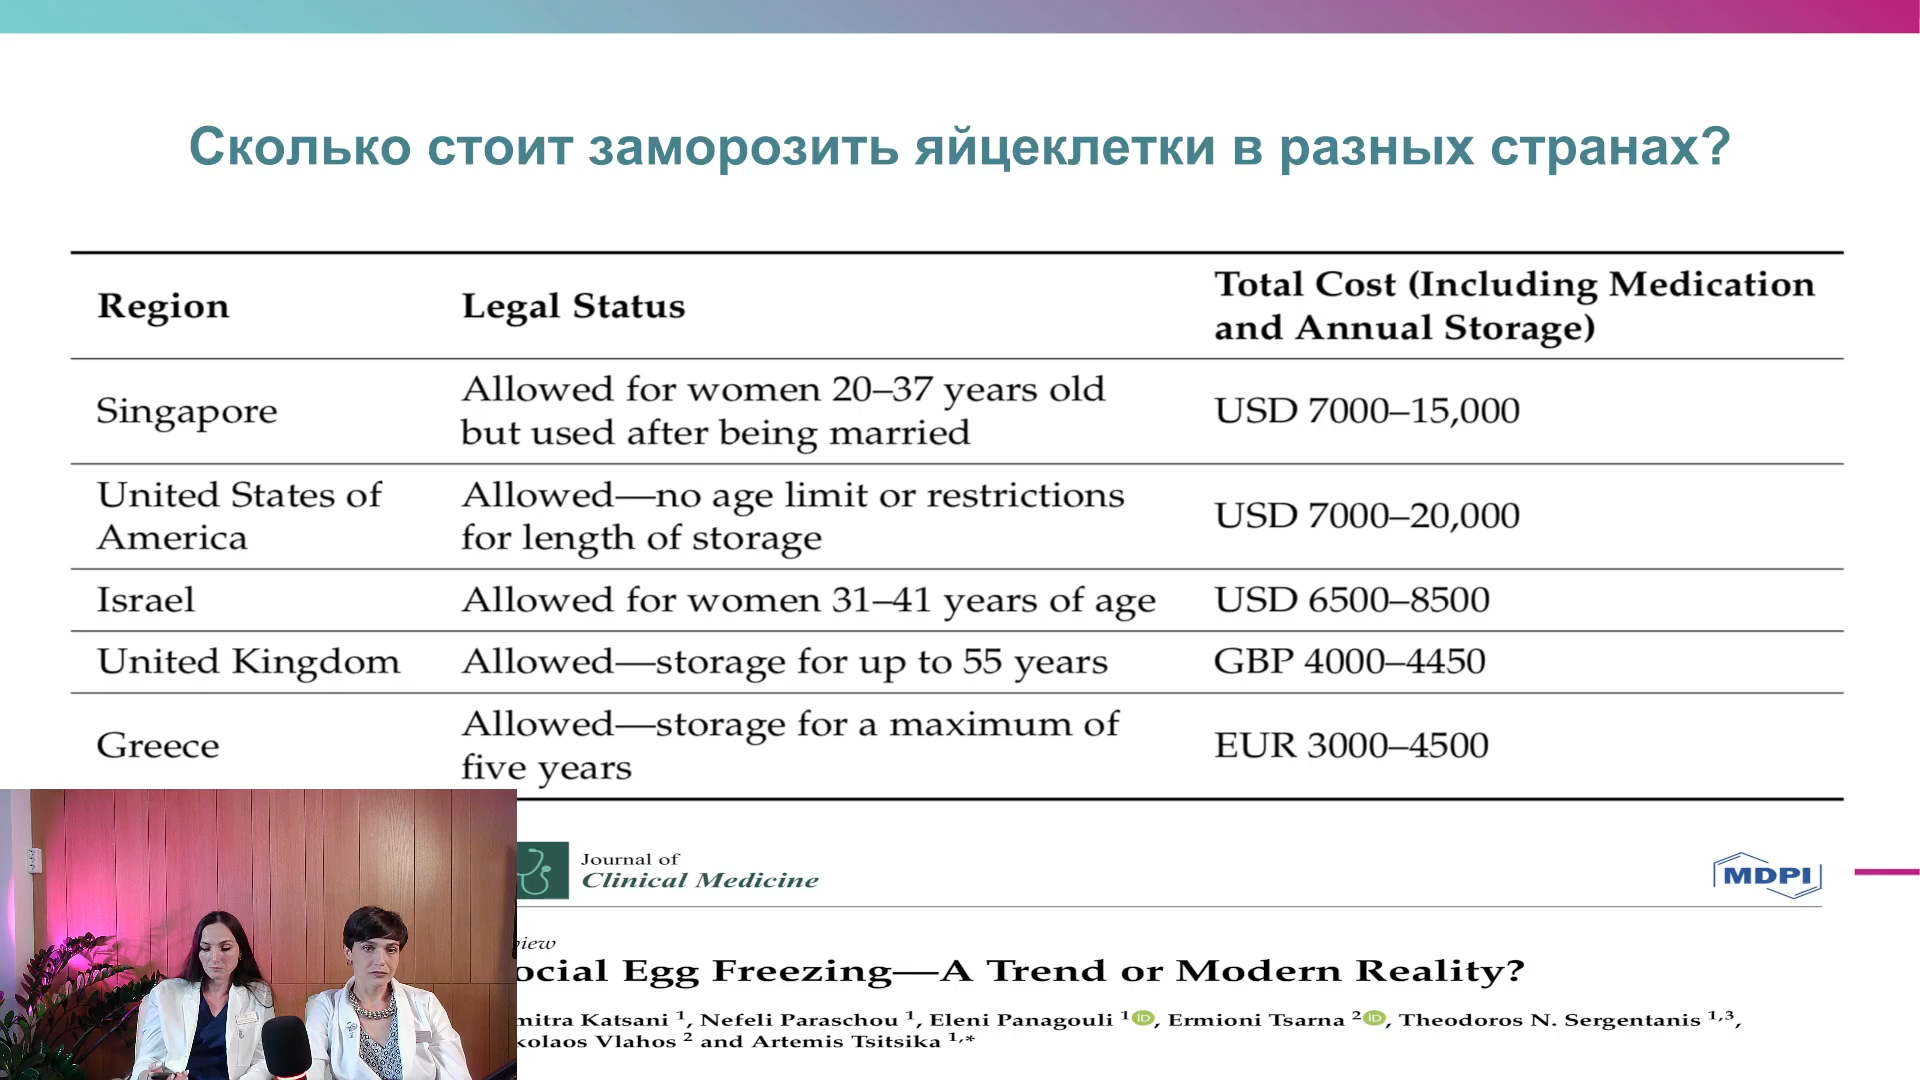 Сколько стоит заморозить яйцеклетки в разных странах?
Region Legal Status Total Cost (Including Medication and Annual Storage)
Singapore Allowed for women 20–37 years old but used after being married USD 7000–15,000
United States of America Allowed—no age limit or restrictions for length of storage USD 7000–20,000
Israel Allowed for women 31–41 years of age USD 6500–8500
United Kingdom Allowed—storage for up to 55 years GBP 4000–4450
Greece Allowed—storage for a maximum of five years EUR 3000–4500
Journal of
Clinical Medicine
MDPI
Egg Freezing—A Trend or Modern Reality?
Katsani 1, Nefeli Paraschou 1, Eleni Panagouli 1 iD, Ermioni Tsarna 2 iD, Theodoros N. Sergentanis 1,3,
Vlahos 2 and Artemis Tsitsika 1,*